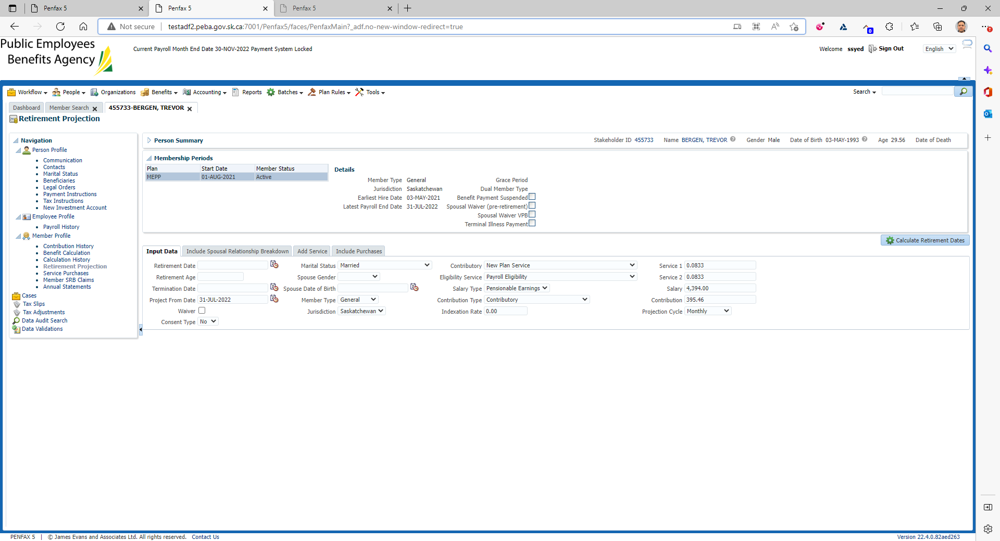 Penfax 5
Penfax 5
Penfax 5
Not secure testadf2.peba.gov.sk.ca:7001/Penfax5/faces/PenfaxMain?_adf.no-new-window-redirect=true
0
1
Public Employees
Benefits Agency
Current Payroll Month End Date 30-NOV-2022 Payment System Locked
Welcome ssyed Sign Out English
Workflow People Organizations Benefits Accounting Reports Batches Plan Rules Tools Search
Dashboard Member Search 455733-BERGEN, TREVOR
Retirement Projection
Navigation
Person Profile
Communication
Contacts
Marital Status
Beneficiaries
Legal Orders
Payment Instructions
Tax Instructions
New Investment Account
Employee Profile
Payroll History
Member Profile
Contribution History
Benefit Calculation
Calculation History
Retirement Projection
Service Purchases
Member SRB Claims
Annual Statements
Cases
Tax Slips
Tax Adjustments
Data Audit Search
Data Validations
Person Summary Stakeholder ID 455733 Name BERGEN, TREVOR Gender Male Date of Birth 03-MAY-1993 Age 29.56 Date of Death
Membership Periods
Plan Start Date Member Status
MEPP 01-AUG-2021 Active
Details
Member Type General Grace Period
Jurisdiction Saskatchewan Dual Member Type
Earliest Hire Date 03-MAY-2021 Benefit Payment Suspended
Latest Payroll End Date 31-JUL-2022 Spousal Waiver (pre-retirement)
Spousal Waiver VPB
Terminal Illness Payment
Calculate Retirement Dates
Input Data Include Spousal Relationship Breakdown Add Service Include Purchases
Retirement Date Marital Status Married Contributory New Plan Service Service 1 0.0833
Retirement Age Spouse Gender Eligibility Service Payroll Eligibility Service 2 0.0833
Termination Date Spouse Date of Birth Salary Type Pensionable Earnings Salary 4,394.00
Project From Date 31-JUL-2022 Member Type General Contribution Type Contributory Contribution 395.46
Waiver Jurisdiction Saskatchewan Indexation Rate 0.00 Projection Cycle Monthly
Consent Type No
PENFAX 5 | © James Evans and Associates Ltd. All rights reserved. Contact Us Version 22.4.0.82aed263